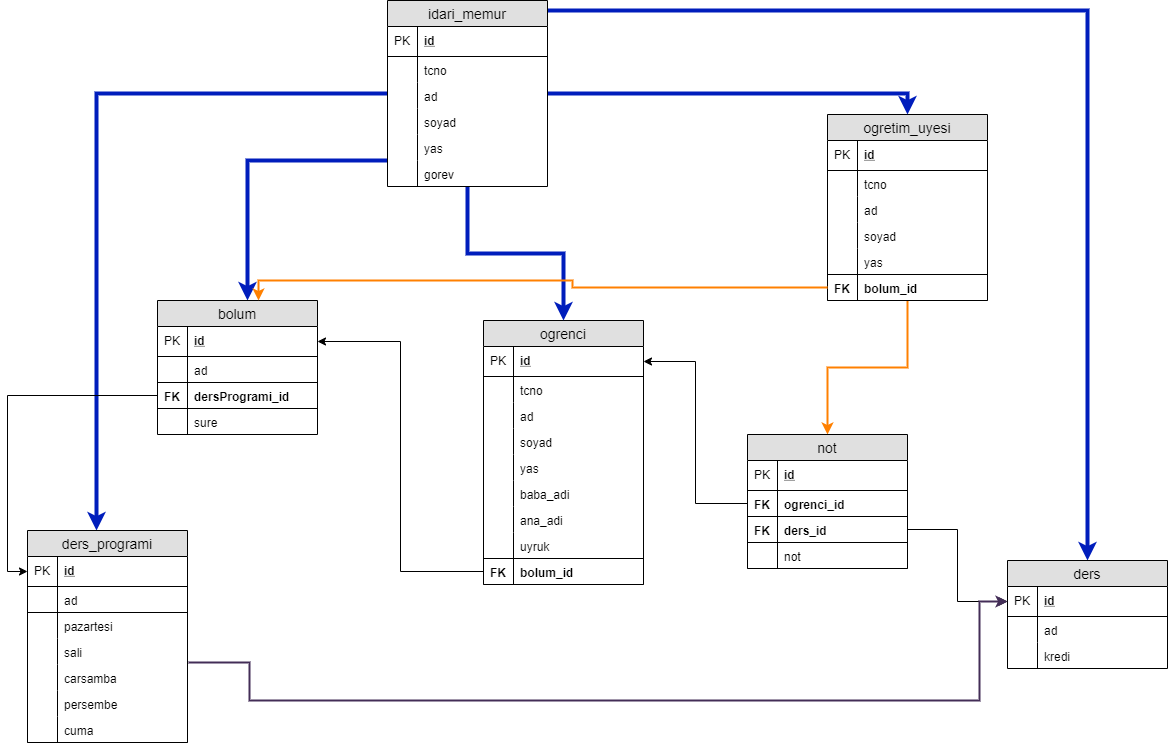 idari_memur
PK id
tcno
ad
soyad
yas
gorev
ogretim_uyesi
PK id
tcno
ad
soyad
yas
FK bolum_id
bolum
PK id
ad
FK dersProgrami_id
sure
ogrenci
PK id
tcno
ad
soyad
yas
baba_adi
ana_adi
uyruk
FK bolum_id
not
PK id
FK ogrenci_id
FK ders_id
not
ders_programi
PK id
ad
pazartesi
sali
carsamba
persembe
cuma
ders
PK id
ad
kredi